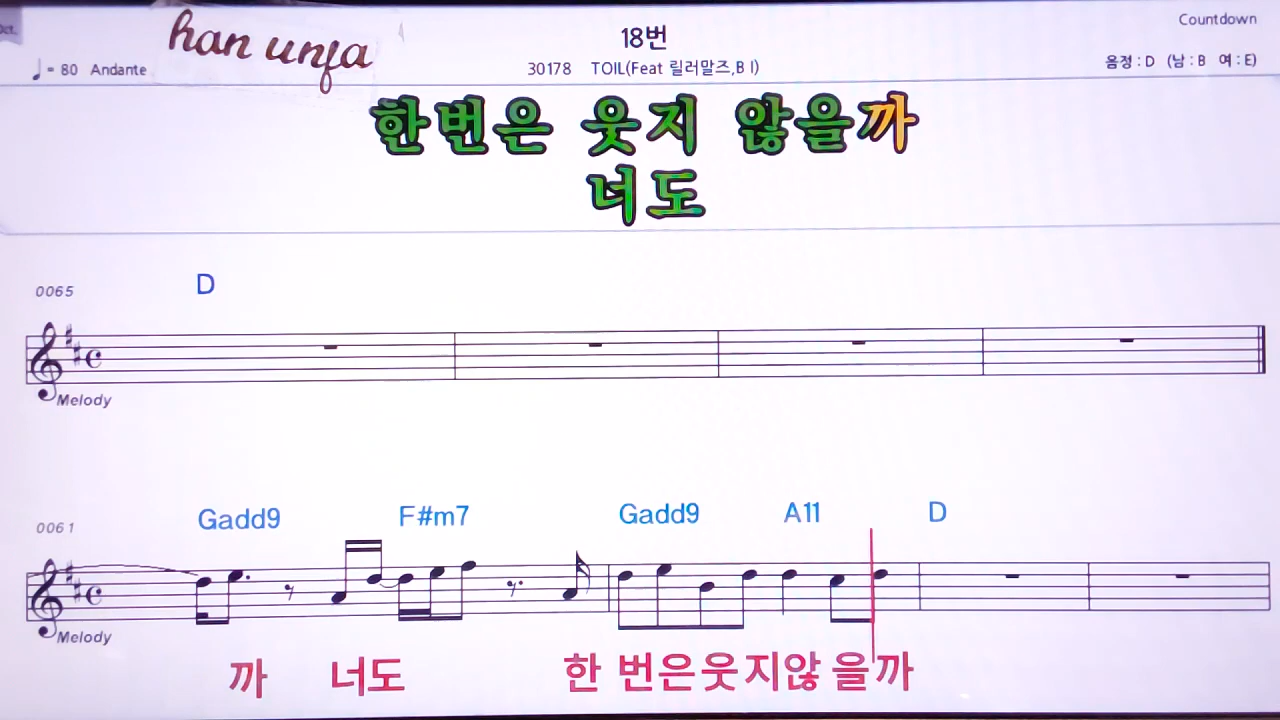 Oct.
han unja
18번
Countdown
♩= 80 Andante
30178 TOIL(Feat 릴러말즈,B I)
음정 : D (남 : B 여 : E)
한번은 웃지 않을까
너도
0065
D
Melody
0061
Gadd9 F#m7 Gadd9 A11 D
Melody
까 너도 한 번은웃지않 을까